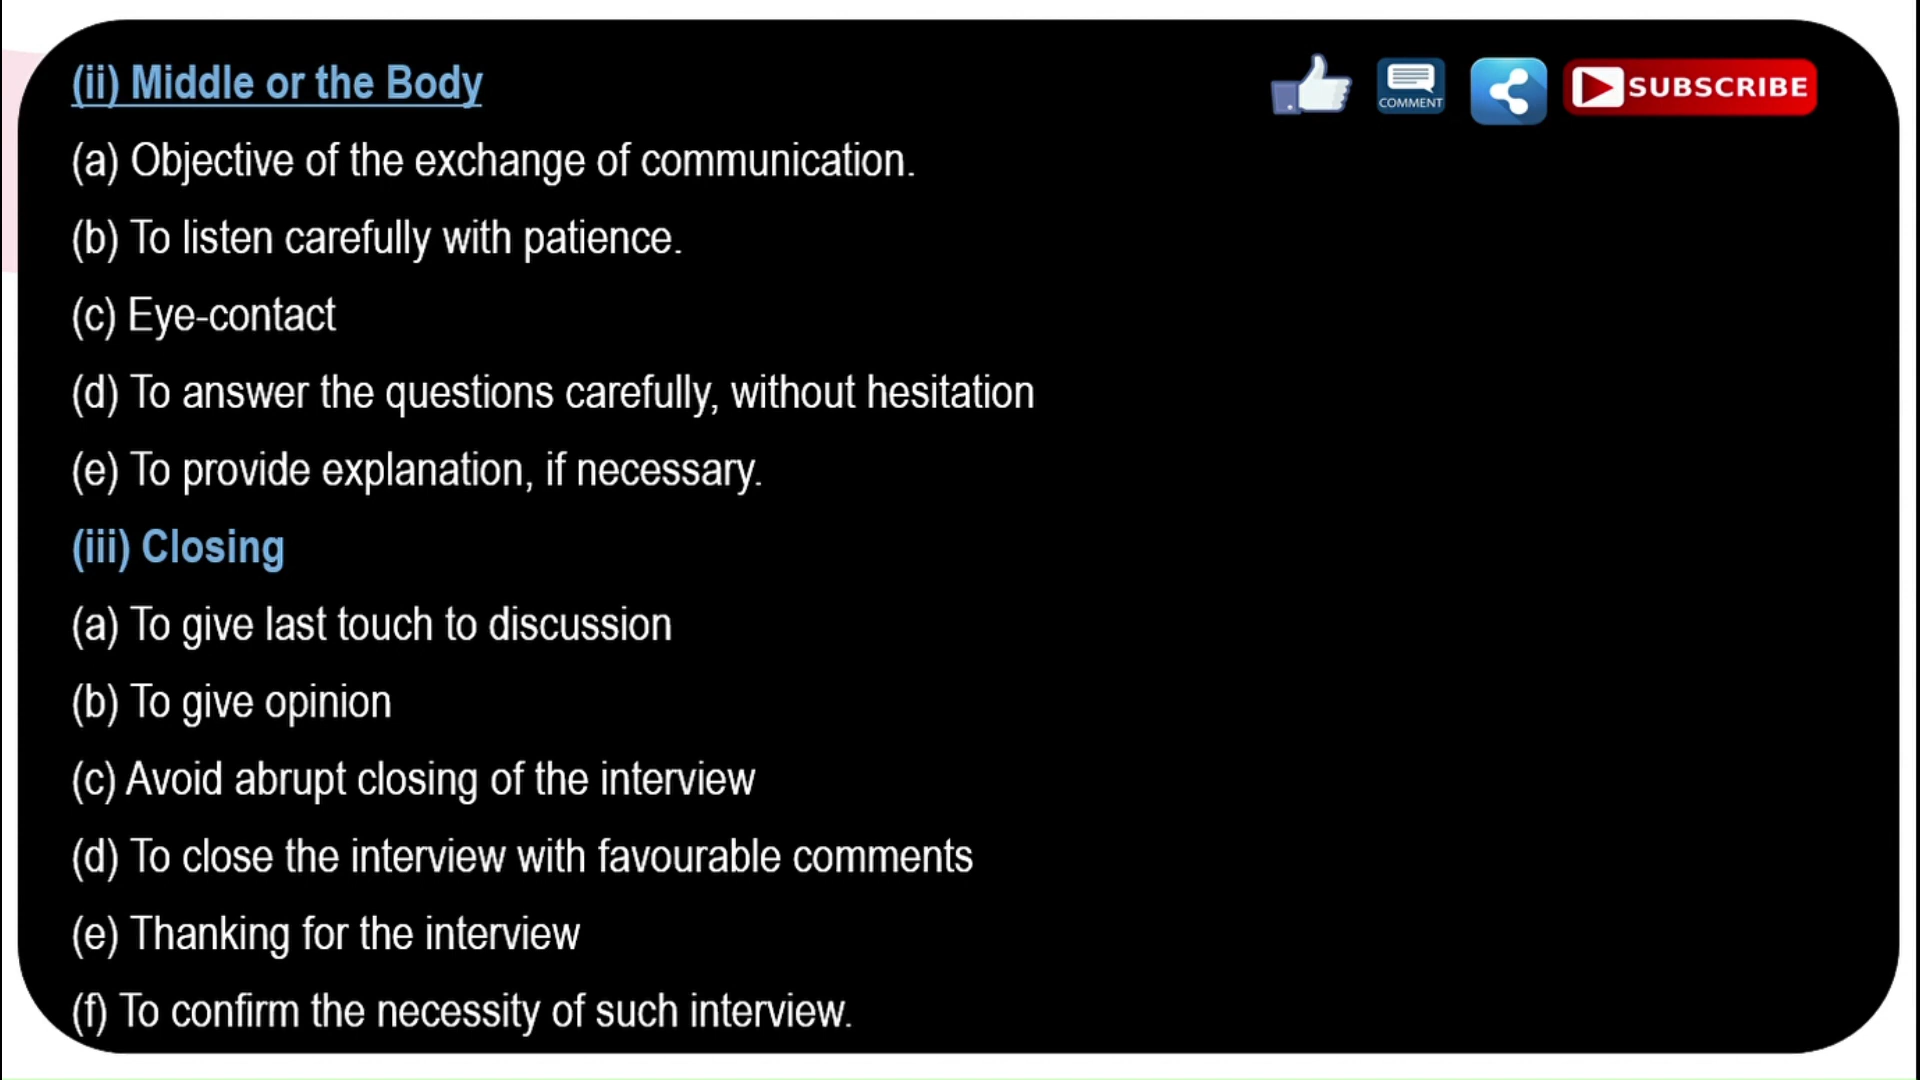 (ii) Middle or the Body
COMMENT
SUBSCRIBE
(a) Objective of the exchange of communication.
(b) To listen carefully with patience.
(c) Eye-contact
(d) To answer the questions carefully, without hesitation
(e) To provide explanation, if necessary.
(iii) Closing
(a) To give last touch to discussion
(b) To give opinion
(c) Avoid abrupt closing of the interview
(d) To close the interview with favourable comments
(e) Thanking for the interview
(f) To confirm the necessity of such interview.